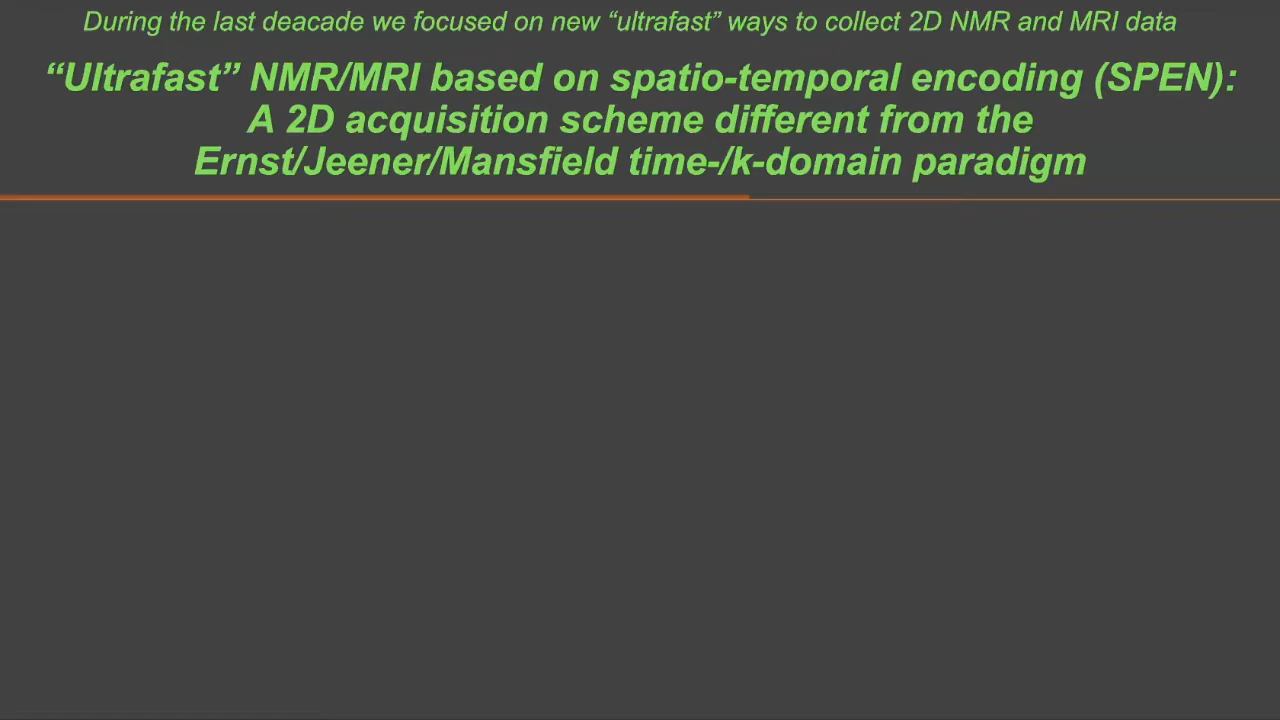 During the last deacade we focused on new “ultrafast” ways to collect 2D NMR and MRI data
“Ultrafast” NMR/MRI based on spatio-temporal encoding (SPEN):
A 2D acquisition scheme different from the
Ernst/Jeener/Mansfield time-/k-domain paradigm